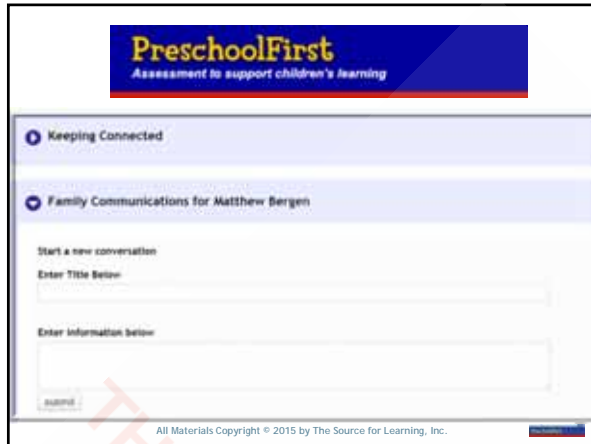 PreschoolFirst
Assessment to support children's learning
Keeping Connected
Family Communications for Matthew Bergen
Start a new conversation
Enter Title Below
Enter information below
submit
All Materials Copyright © 2015 by The Source for Learning, Inc.